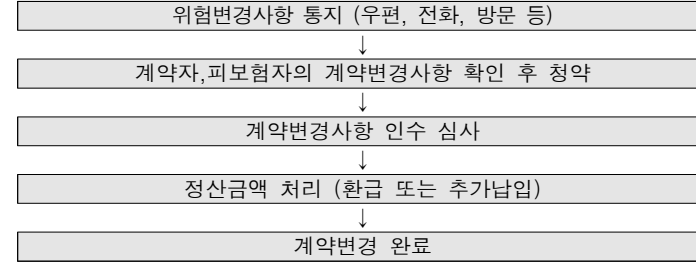 위험변경사항 통지 (우편, 전화, 방문 등)
↓
계약자,피보험자의 계약변경사항 확인 후 청약
↓
계약변경사항 인수 심사
↓
정산금액 처리 (환급 또는 추가납입)
↓
계약변경 완료